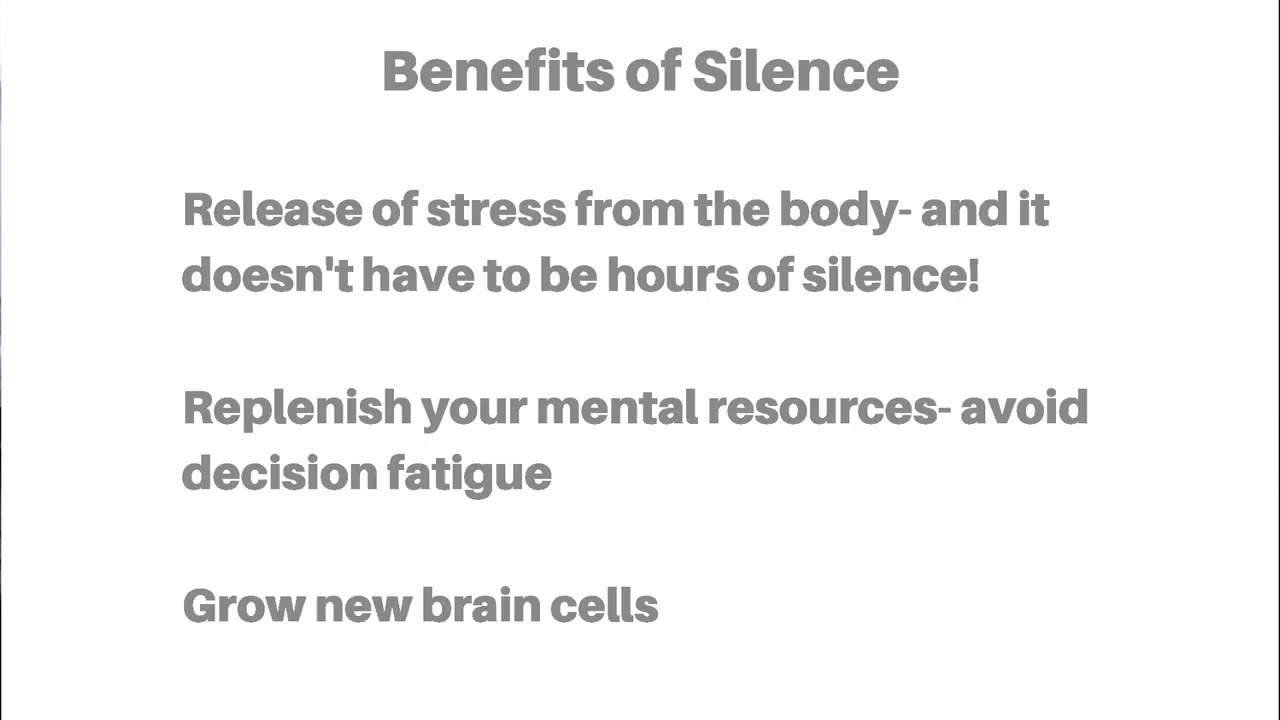 Benefits of Silence
Release of stress from the body- and it
doesn't have to be hours of silence!
Replenish your mental resources- avoid
decision fatigue
Grow new brain cells